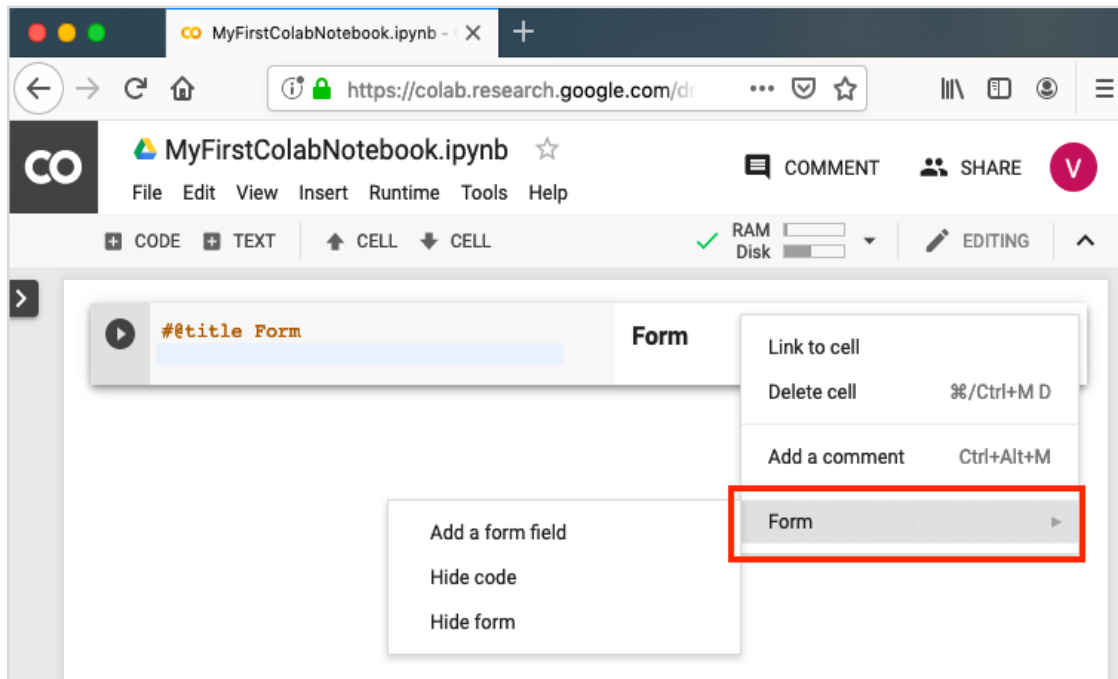 CO MyFirstColabNotebook.ipynb -
https://colab.research.google.com/dr
CO
MyFirstColabNotebook.ipynb
COMMENT SHARE V
File Edit View Insert Runtime Tools Help
CODE TEXT CELL CELL
RAM
Disk
EDITING
#@title Form
Form
Link to cell
Delete cell ⌘/Ctrl+M D
Add a comment Ctrl+Alt+M
Form
Add a form field
Hide code
Hide form